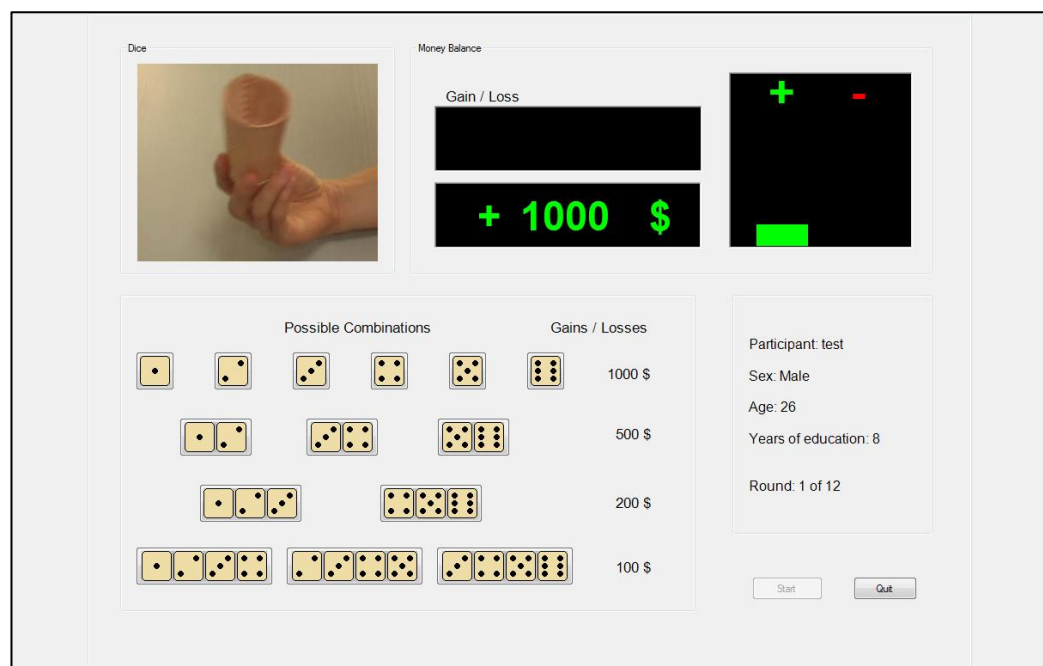 Dice
Money Balance
Gain / Loss
+ -
+ 1000 $
Possible Combinations Gains / Losses
1000 $
500 $
200 $
100 $
Participant: test
Sex: Male
Age: 26
Years of education: 8
Round: 1 of 12
Start Quit